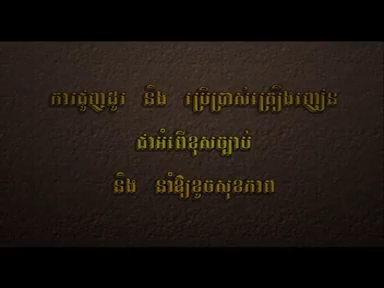 ការជួញដូរ និង ប្រើប្រាស់គ្រឿងញៀន
ជាអំពើខុសច្បាប់
និង នាំឱ្យខូចសុខភាព